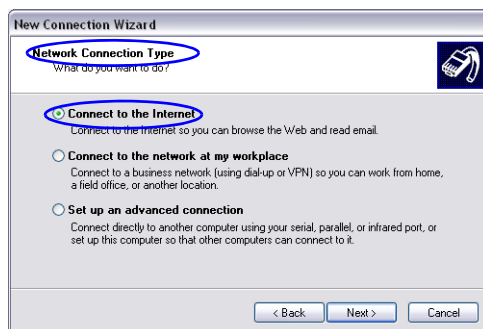 New Connection Wizard
Network Connection Type
What do you want to do?
Connect to the Internet
Connect to the Internet so you can browse the Web and read email.
Connect to the network at my workplace
Connect to a business network (using dial-up or VPN) so you can work from home,
a field office, or another location.
Set up an advanced connection
Connect directly to another computer using your serial, parallel, or infrared port, or
set up this computer so that other computers can connect to it.
< Back
Next >
Cancel